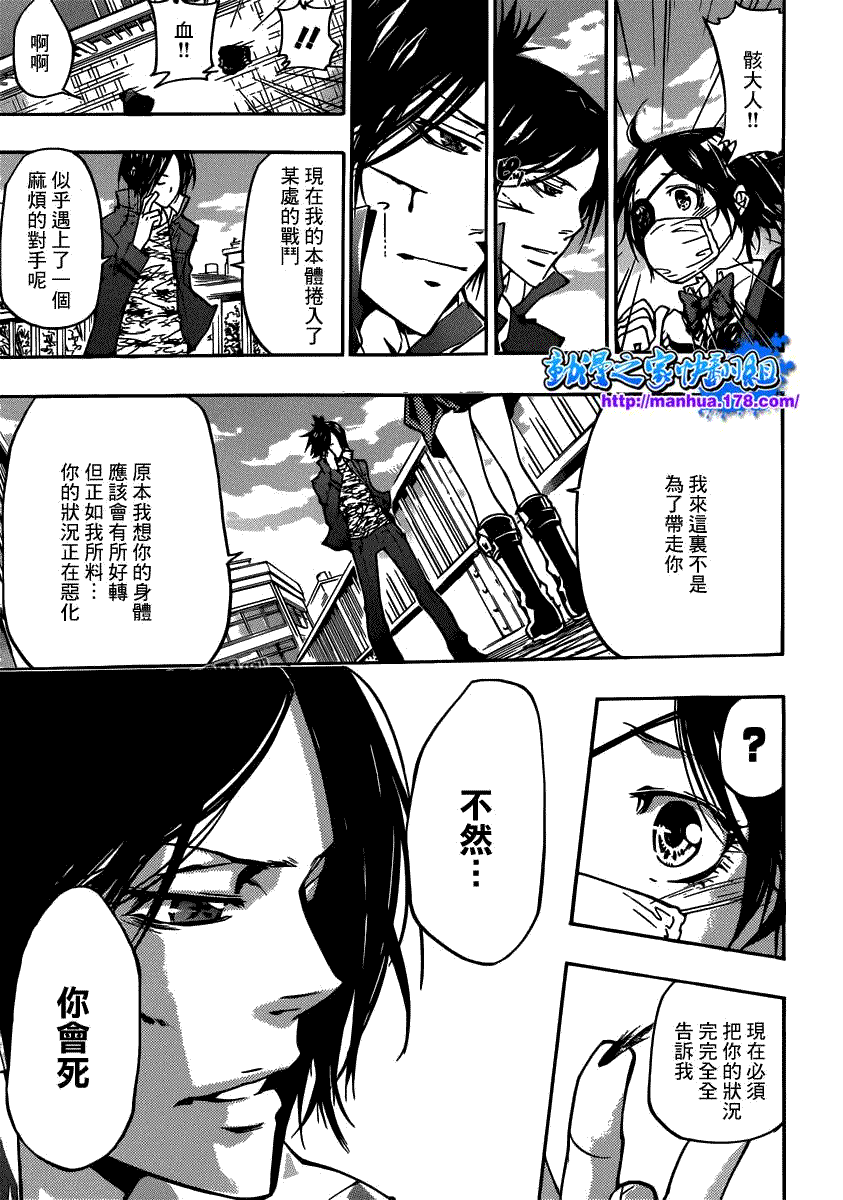 骸大人!!
!!
血!!
啊
啊
現在我的本體捲入了
某處的戰鬥
似乎遇上了一個
麻煩的對手呢
動漫之家快翻組
http://manhua.178.com/
我來這裏不是
為了帶走你
原本我想你的身體
應該會有所好轉
但正如我所料…
你的狀況正在惡化
?
現在必須
把你的狀況
完完全全
告訴我
不然…
你會死